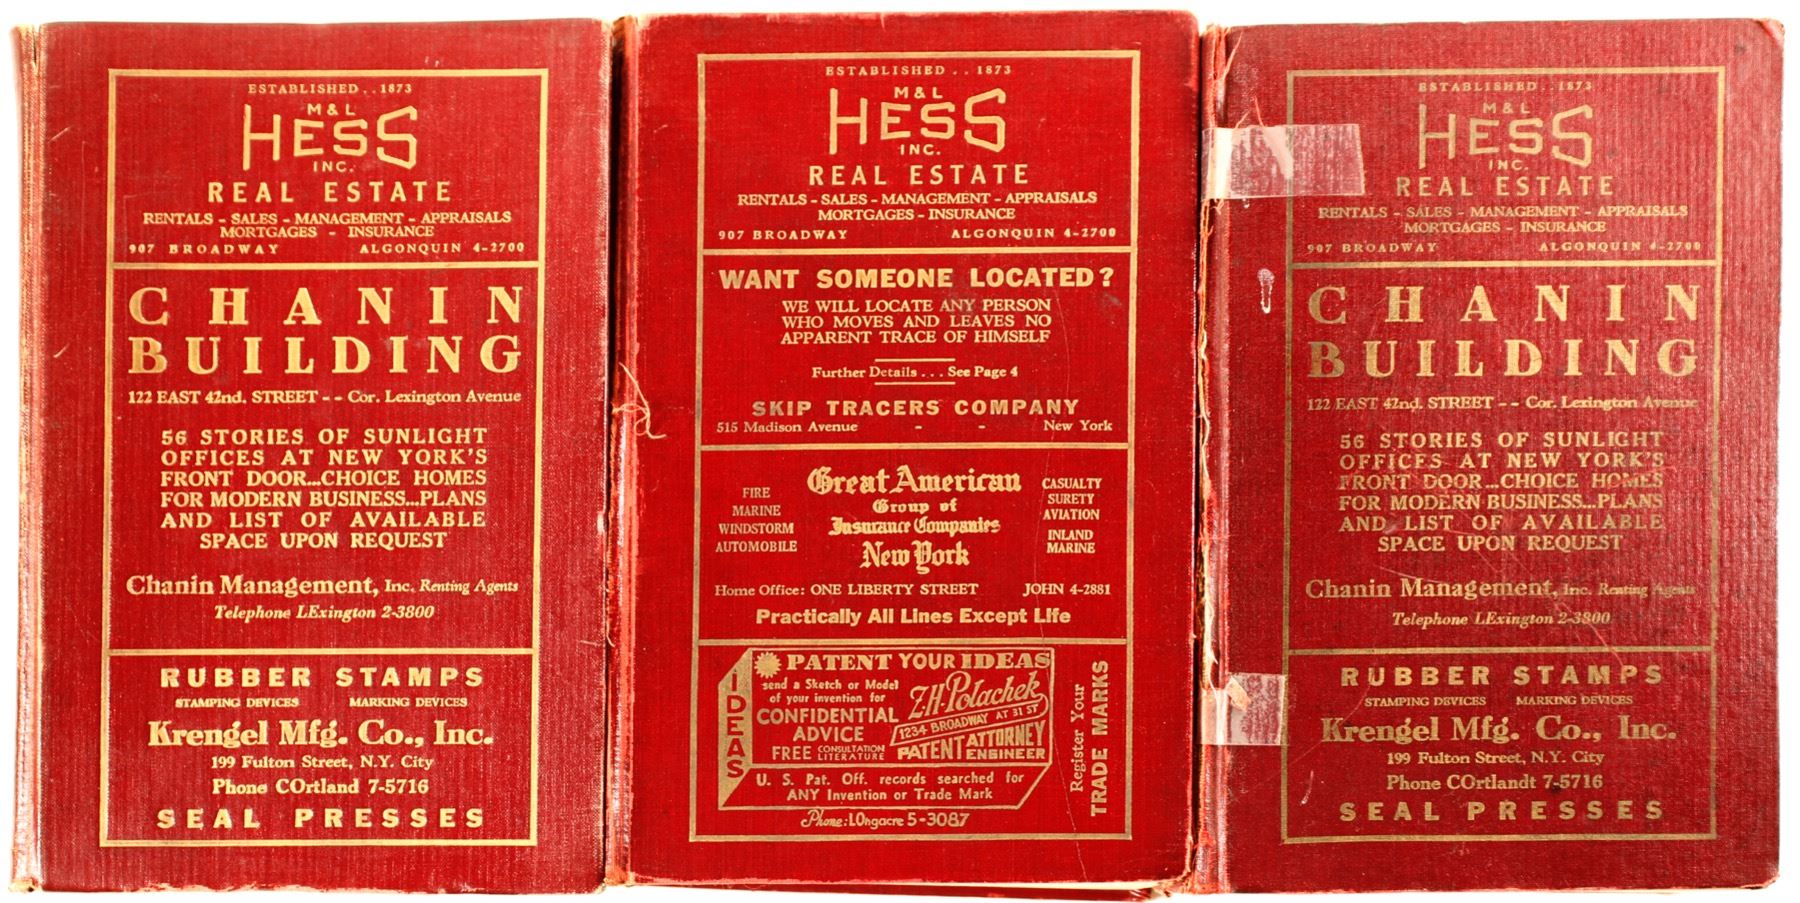 ESTABLISHED . . 1873
M & L
HESS
INC.
REAL ESTATE
RENTALS - SALES - MANAGEMENT - APPRAISALS
MORTGAGES - INSURANCE
907 BROADWAY ALGONQUIN 4-2700
CHANIN
BUILDING
122 EAST 42nd. STREET - - Cor. Lexington Avenue
56 STORIES OF SUNLIGHT
OFFICES AT NEW YORK'S
FRONT DOOR...CHOICE HOMES
FOR MODERN BUSINESS...PLANS
AND LIST OF AVAILABLE
SPACE UPON REQUEST
Chanin Management, Inc. Renting Agents
Telephone LExington 2-3800
RUBBER STAMPS
STAMPING DEVICES MARKING DEVICES
Krengel Mfg. Co., Inc.
199 Fulton Street, N.Y. City
Phone COrtland 7-5716
SEAL PRESSES
ESTABLISHED . . 1873
M & L
HESS
INC.
REAL ESTATE
RENTALS - SALES - MANAGEMENT - APPRAISALS
MORTGAGES - INSURANCE
907 BROADWAY ALGONQUIN 4-2700
WANT SOMEONE LOCATED?
WE WILL LOCATE ANY PERSON
WHO MOVES AND LEAVES NO
APPARENT TRACE OF HIMSELF
Further Details . . . See Page 4
SKIP TRACERS COMPANY
515 Madison Avenue - - New York
FIRE
MARINE
WINDSTORM
AUTOMOBILE
Great American
Group of
Insurance Companies
New York
CASUALTY
SURETY
AVIATION
INLAND
MARINE
Home Office: ONE LIBERTY STREET JOHN 4-2881
Practically All Lines Except Life
IDEAS
PATENT YOUR IDEAS
send a Sketch or Model
of your invention for
CONFIDENTIAL
ADVICE
FREE CONSULTATION
LITERATURE
Z.H. Polachek
1234 BROADWAY AT 31 ST
PATENT ATTORNEY
ENGINEER
U. S. Pat. Off. records searched for
ANY Invention or Trade Mark
Phone: LOngacre 5-3087
Register Your
TRADE MARKS
ESTABLISHED . . 1873
M & L
HESS
INC.
REAL ESTATE
RENTALS - SALES - MANAGEMENT - APPRAISALS
MORTGAGES - INSURANCE
907 BROADWAY ALGONQUIN 4-2700
CHANIN
BUILDING
122 EAST 42nd. STREET - - Cor. Lexington Avenue
56 STORIES OF SUNLIGHT
OFFICES AT NEW YORK'S
FRONT DOOR...CHOICE HOMES
FOR MODERN BUSINESS...PLANS
AND LIST OF AVAILABLE
SPACE UPON REQUEST
Chanin Management, Inc. Renting Agents
Telephone LExington 2-3800
RUBBER STAMPS
STAMPING DEVICES MARKING DEVICES
Krengel Mfg. Co., Inc.
199 Fulton Street, N.Y. City
Phone COrtlandt 7-5716
SEAL PRESSES